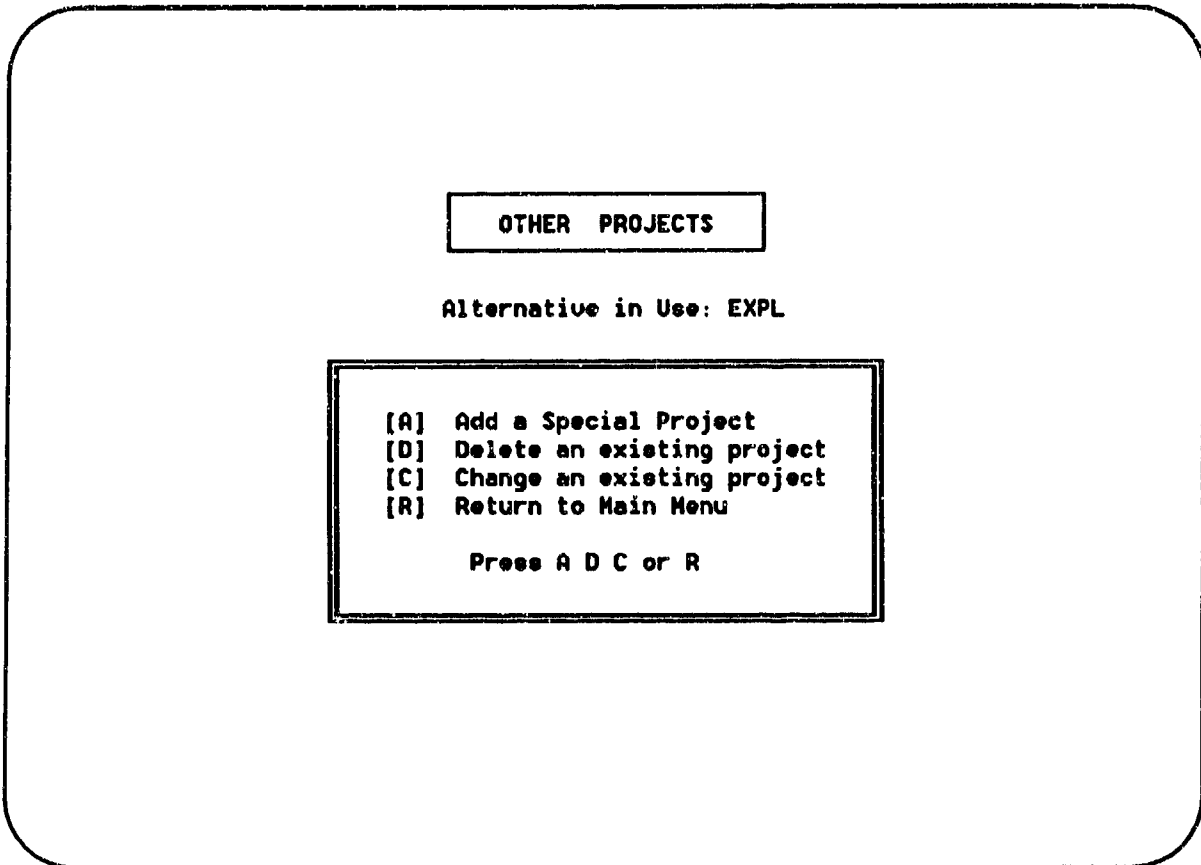 OTHER PROJECTS
Alternative in Use: EXPL
[A] Add a Special Project
[D] Delete an existing project
[C] Change an existing project
[R] Return to Main Menu
Press A D C or R